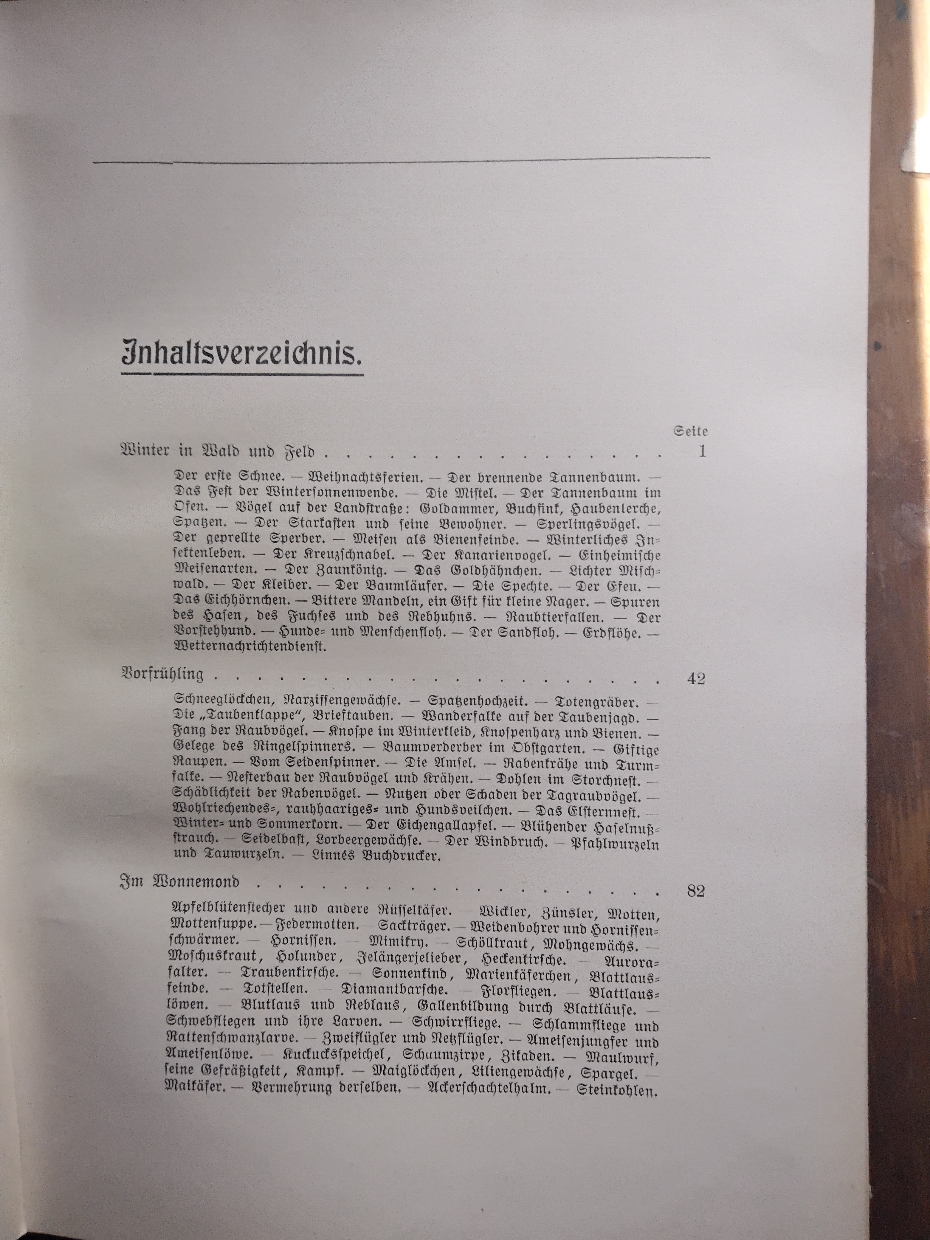 Inhaltsverzeichnis.
Seite
Winter in Wald und Feld . . . . . . . . . . . . 1
Der erste Schnee. — Weihnachtsferien. — Der brennende Tannenbaum. —
Das Fest der Wintersonnenwende. — Die Mistel. — Der Tannenbaum im
Ofen. — Vögel auf der Landstraße: Goldammer, Buchfink, Haubenlerche,
Spatzen. — Der Starkasten und seine Bewohner. — Sperlingsvögel. —
Der geprellte Sperber. — Meisen als Bienenfeinde. — Winterliches In-
sektenleben. — Der Kreuzschnabel. — Der Kanarienvogel. — Einheimische
Meisenarten. — Der Zaunkönig. — Das Goldhähnchen. — Lichter Misch-
wald. — Der Kleiber. — Der Baumläufer. — Die Spechte. — Der Efeu. —
Das Eichhörnchen. — Bittere Mandeln, ein Gift für kleine Nager. — Spuren
des Hasen, des Fuchses und des Rebhuhns. — Raubtierfallen. — Der
Vorstehhund. — Hunde- und Menschenfloh. — Der Sandfloh. — Erdflöhe. —
Wetternachrichtendienst.
Vorfrühling . . . . . . . . . . . . . . . . 42
Schneeglöckchen, Narzissengewächse. — Spatzenhochzeit. — Totengräber. —
Die „Taubenklappe“, Brieftauben. — Wanderfalke auf der Taubenjagd. —
Fang der Raubvögel. — Knospe im Winterkleid, Knospenharz und Bienen. —
Gelege des Ringelspinners. — Baumverderber im Obstgarten. — Giftige
Raupen. — Vom Seidenspinner. — Die Amsel. — Rabenkrähe und Turm-
falke. — Nesterbau der Raubvögel und Krähen. — Dohlen im Storchnest. —
Schädlichkeit der Rabenvögel. — Nutzen oder Schaden der Tagraubvögel. —
Wohlriechendes-, rauhhaariges- und Hundsveilchen. — Das Elsternnest. —
Winter- und Sommerkorn. — Der Eichengallapfel. — Blühender Haselnuß-
strauch. — Seidelbast, Lorbeergewächse. — Der Windbruch. — Pfahlwurzeln
und Tauwurzeln. — Linnés Buchdrucker.
Im Wonnemond . . . . . . . . . . . . . . . 82
Apfelblütenstecher und andere Rüsselkäfer. — Wickler, Zünsler, Motten,
Mottensuppe. — Federmotten. — Sackträger. — Weidenbohrer und Hornissen-
schwärmer. — Hornissen. — Mimikry. — Schöllkraut, Mohngewächs. —
Moschuskraut, Holunder, Jelängerjelieber, Heckenkirsche. — Aurora-
falter. — Traubenkirsche. — Sonnenkind, Marienkäferchen, Blattlaus-
feinde. — Totstellen. — Diamantbarsche. — Florfliegen. — Blattlaus-
löwen. — Blutlaus und Reblaus, Gallenbildung durch Blattläuse. —
Schwebfliegen und ihre Larven. — Schwirrfliege. — Schlammfliege und
Rattenschwanzlarve. — Zweiflügler und Netzflügler. — Ameisenjungfer und
Ameisenlöwe. — Kuckucksspeichel, Schaumzirpe, Zikaden. — Maulwurf,
seine Gefräßigkeit, Kampf. — Maiglöckchen, Liliengewächse, Spargel. —
Maikäfer. — Vermehrung derselben. — Ackerschachtelhalm. — Steinkohlen.